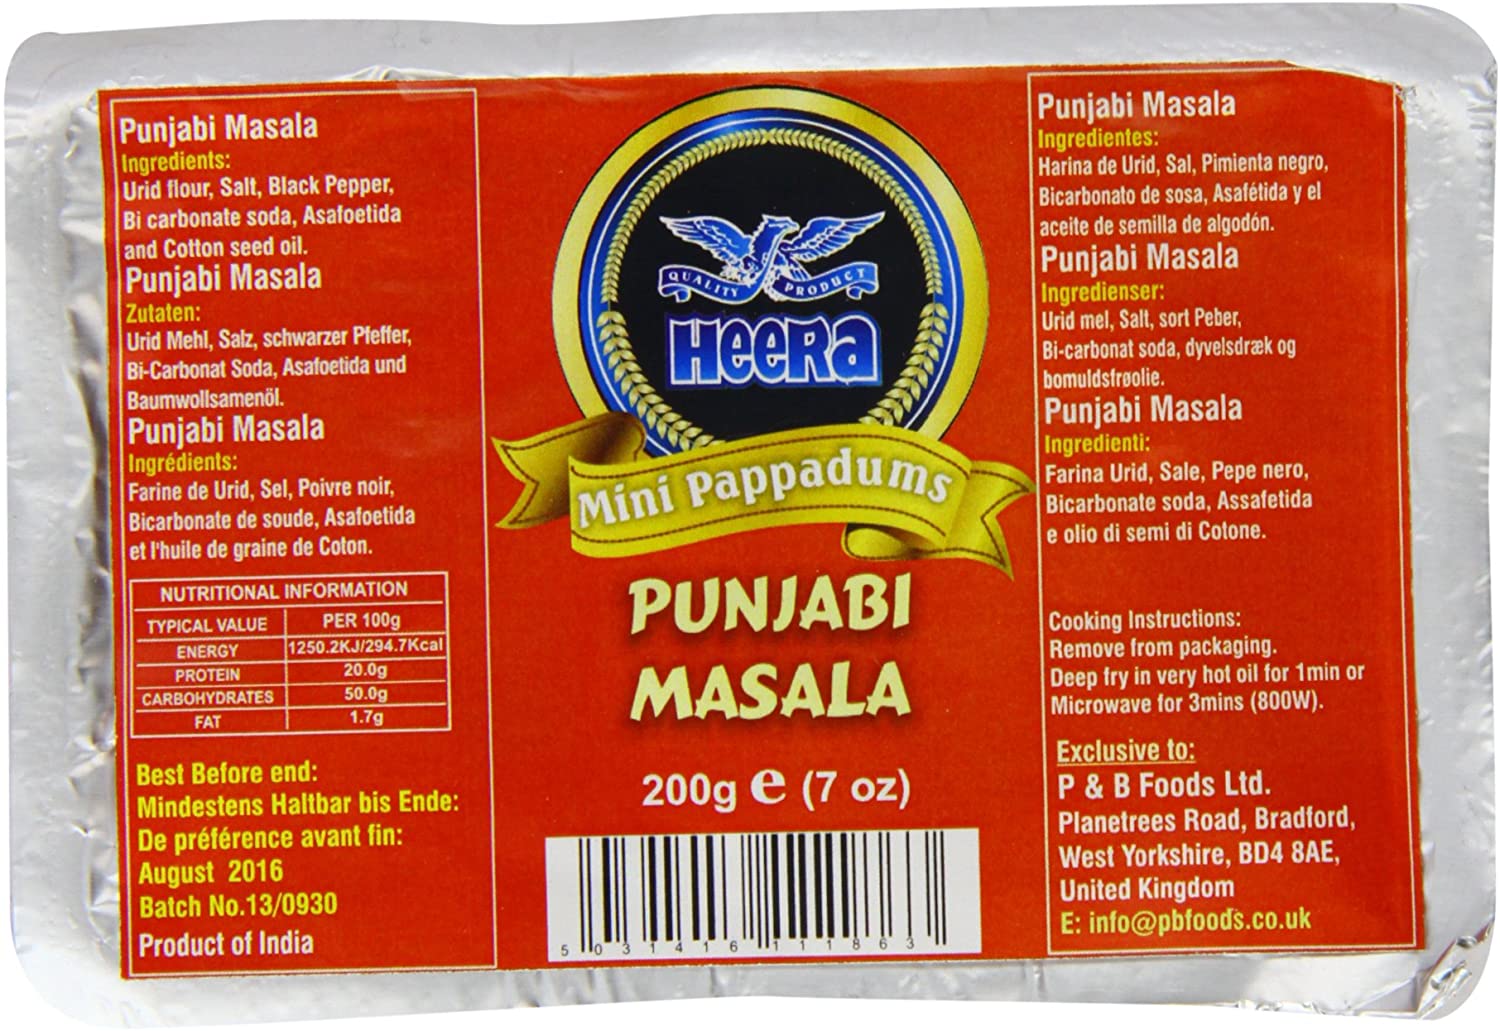 Punjabi Masala
Ingredients:
Urid flour, Salt, Black Pepper,
Bi carbonate soda, Asafoetida
and Cotton seed oil.
Punjabi Masala
Zutaten:
Urid Mehl, Salz, schwarzer Pfeffer,
Bi-Carbonat Soda, Asafoetida und
Baumwollsamenöl.
Punjabi Masala
Ingrédients:
Farine de Urid, Sel, Poivre noir,
Bicarbonate de soude, Asafoetida
et l'huile de graine de Coton.
NUTRITIONAL INFORMATION
TYPICAL VALUE PER 100g
ENERGY 1250.2KJ/294.7Kcal
PROTEIN 20.0g
CARBOHYDRATES 50.0g
FAT 1.7g
Best Before end:
Mindestens Haltbar bis Ende:
De préférence avant fin:
August 2016
Batch No.13/0930
Product of India
QUALITY PRODUCT
HEERa
Mini Pappadums
PUNJABI
MASALA
200g e (7 oz)
5 031416 111863
Punjabi Masala
Ingredientes:
Harina de Urid, Sal, Pimienta negro,
Bicarbonato de sosa, Asafétida y el
aceite de semilla de algodón.
Punjabi Masala
Ingredienser:
Urid mel, Salt, sort Peber,
Bi-carbonat soda, dyvelsdræk og
bomuldsfrøolie.
Punjabi Masala
Ingredienti:
Farina Urid, Sale, Pepe nero,
Bicarbonate soda, Assafetida
e olio di semi di Cotone.
Cooking Instructions:
Remove from packaging.
Deep fry in very hot oil for 1min or
Microwave for 3mins (800W).
Exclusive to:
P & B Foods Ltd.
Planetrees Road, Bradford,
West Yorkshire, BD4 8AE,
United Kingdom
E: info@pbfoods.co.uk